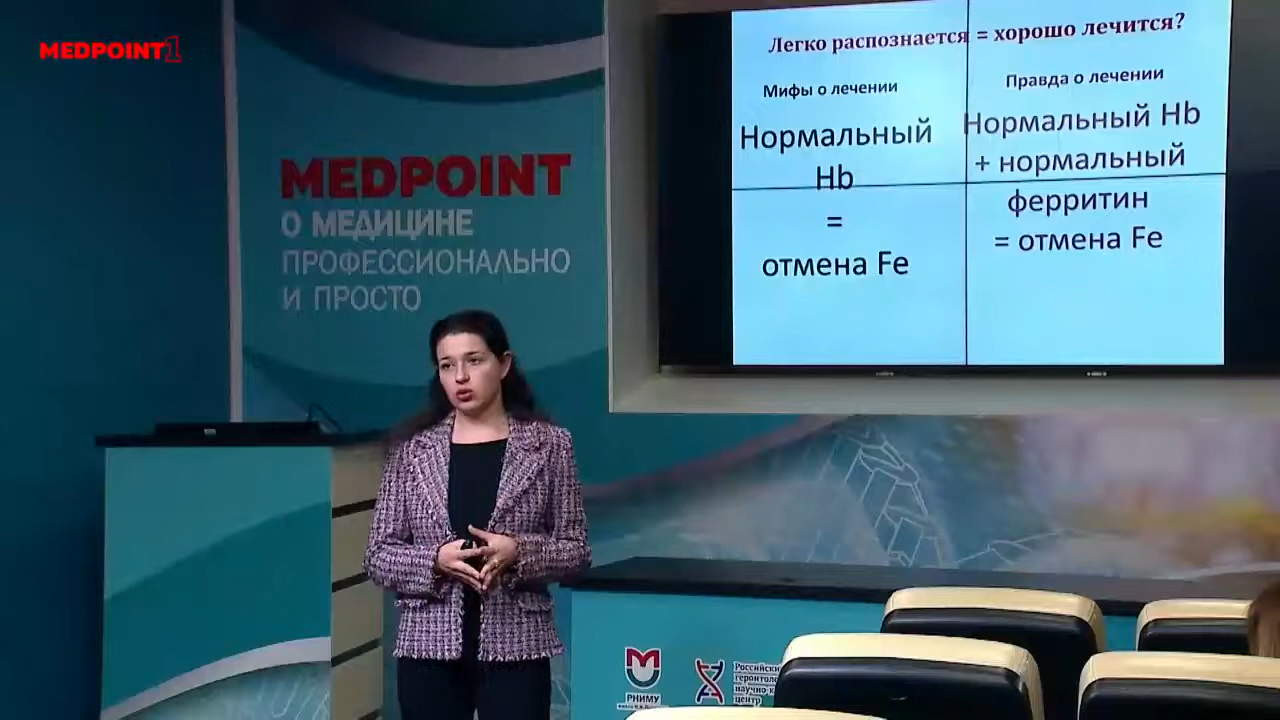 MEDPOINT1
MEDPOINT
О МЕДИЦИНЕ
ПРОФЕССИОНАЛЬНО
И ПРОСТО
Легко распознается = хорошо лечится?
Мифы о лечении
Нормальный
Hb
=
отмена Fe
Правда о лечении
Нормальный Hb
+ нормальный
ферритин
= отмена Fe
РНИМУ